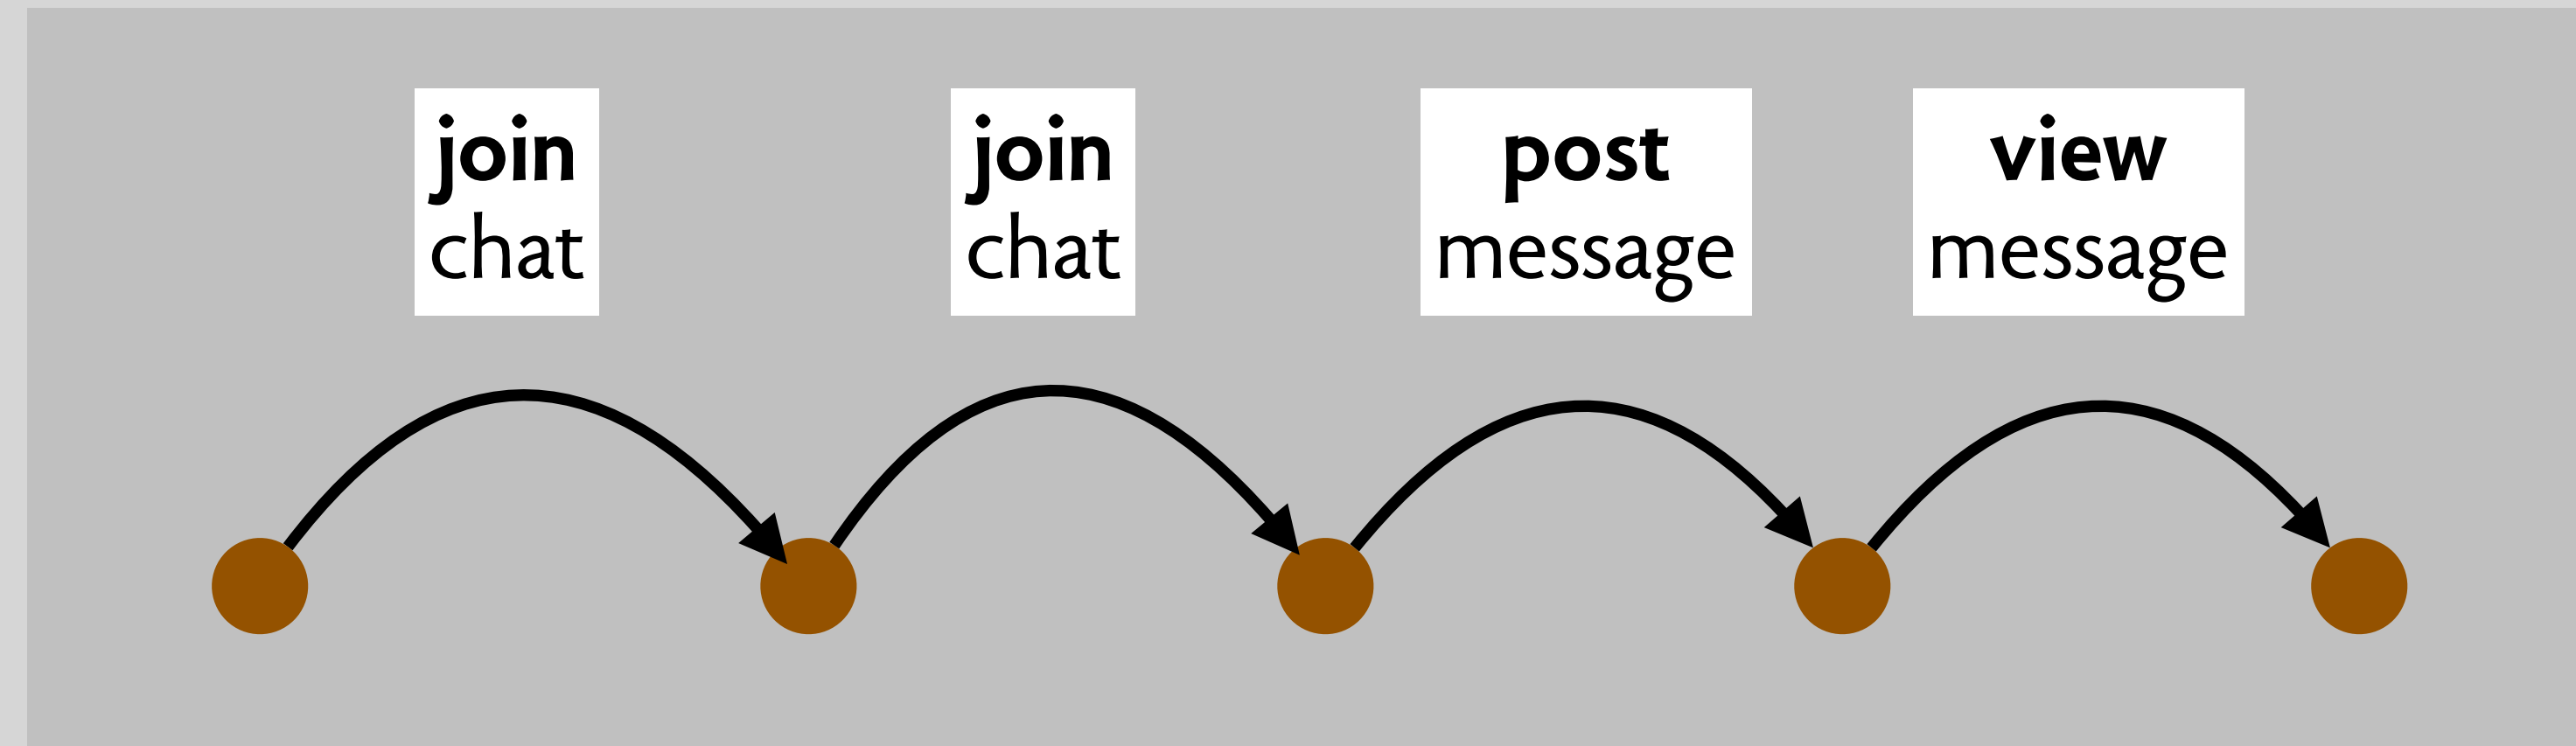 join
chat
join
chat
post
message
view
message